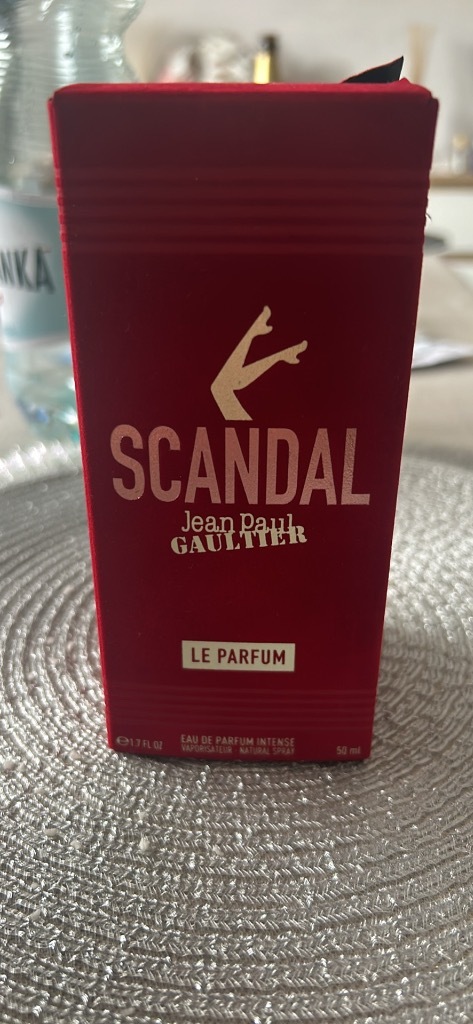 NKA
SCANDAL
Jean Paul
GAULTIER
LE PARFUM
℮1.7 FL OZ
EAU DE PARFUM INTENSE
VAPORISATEUR NATURAL SPRAY
50 ml